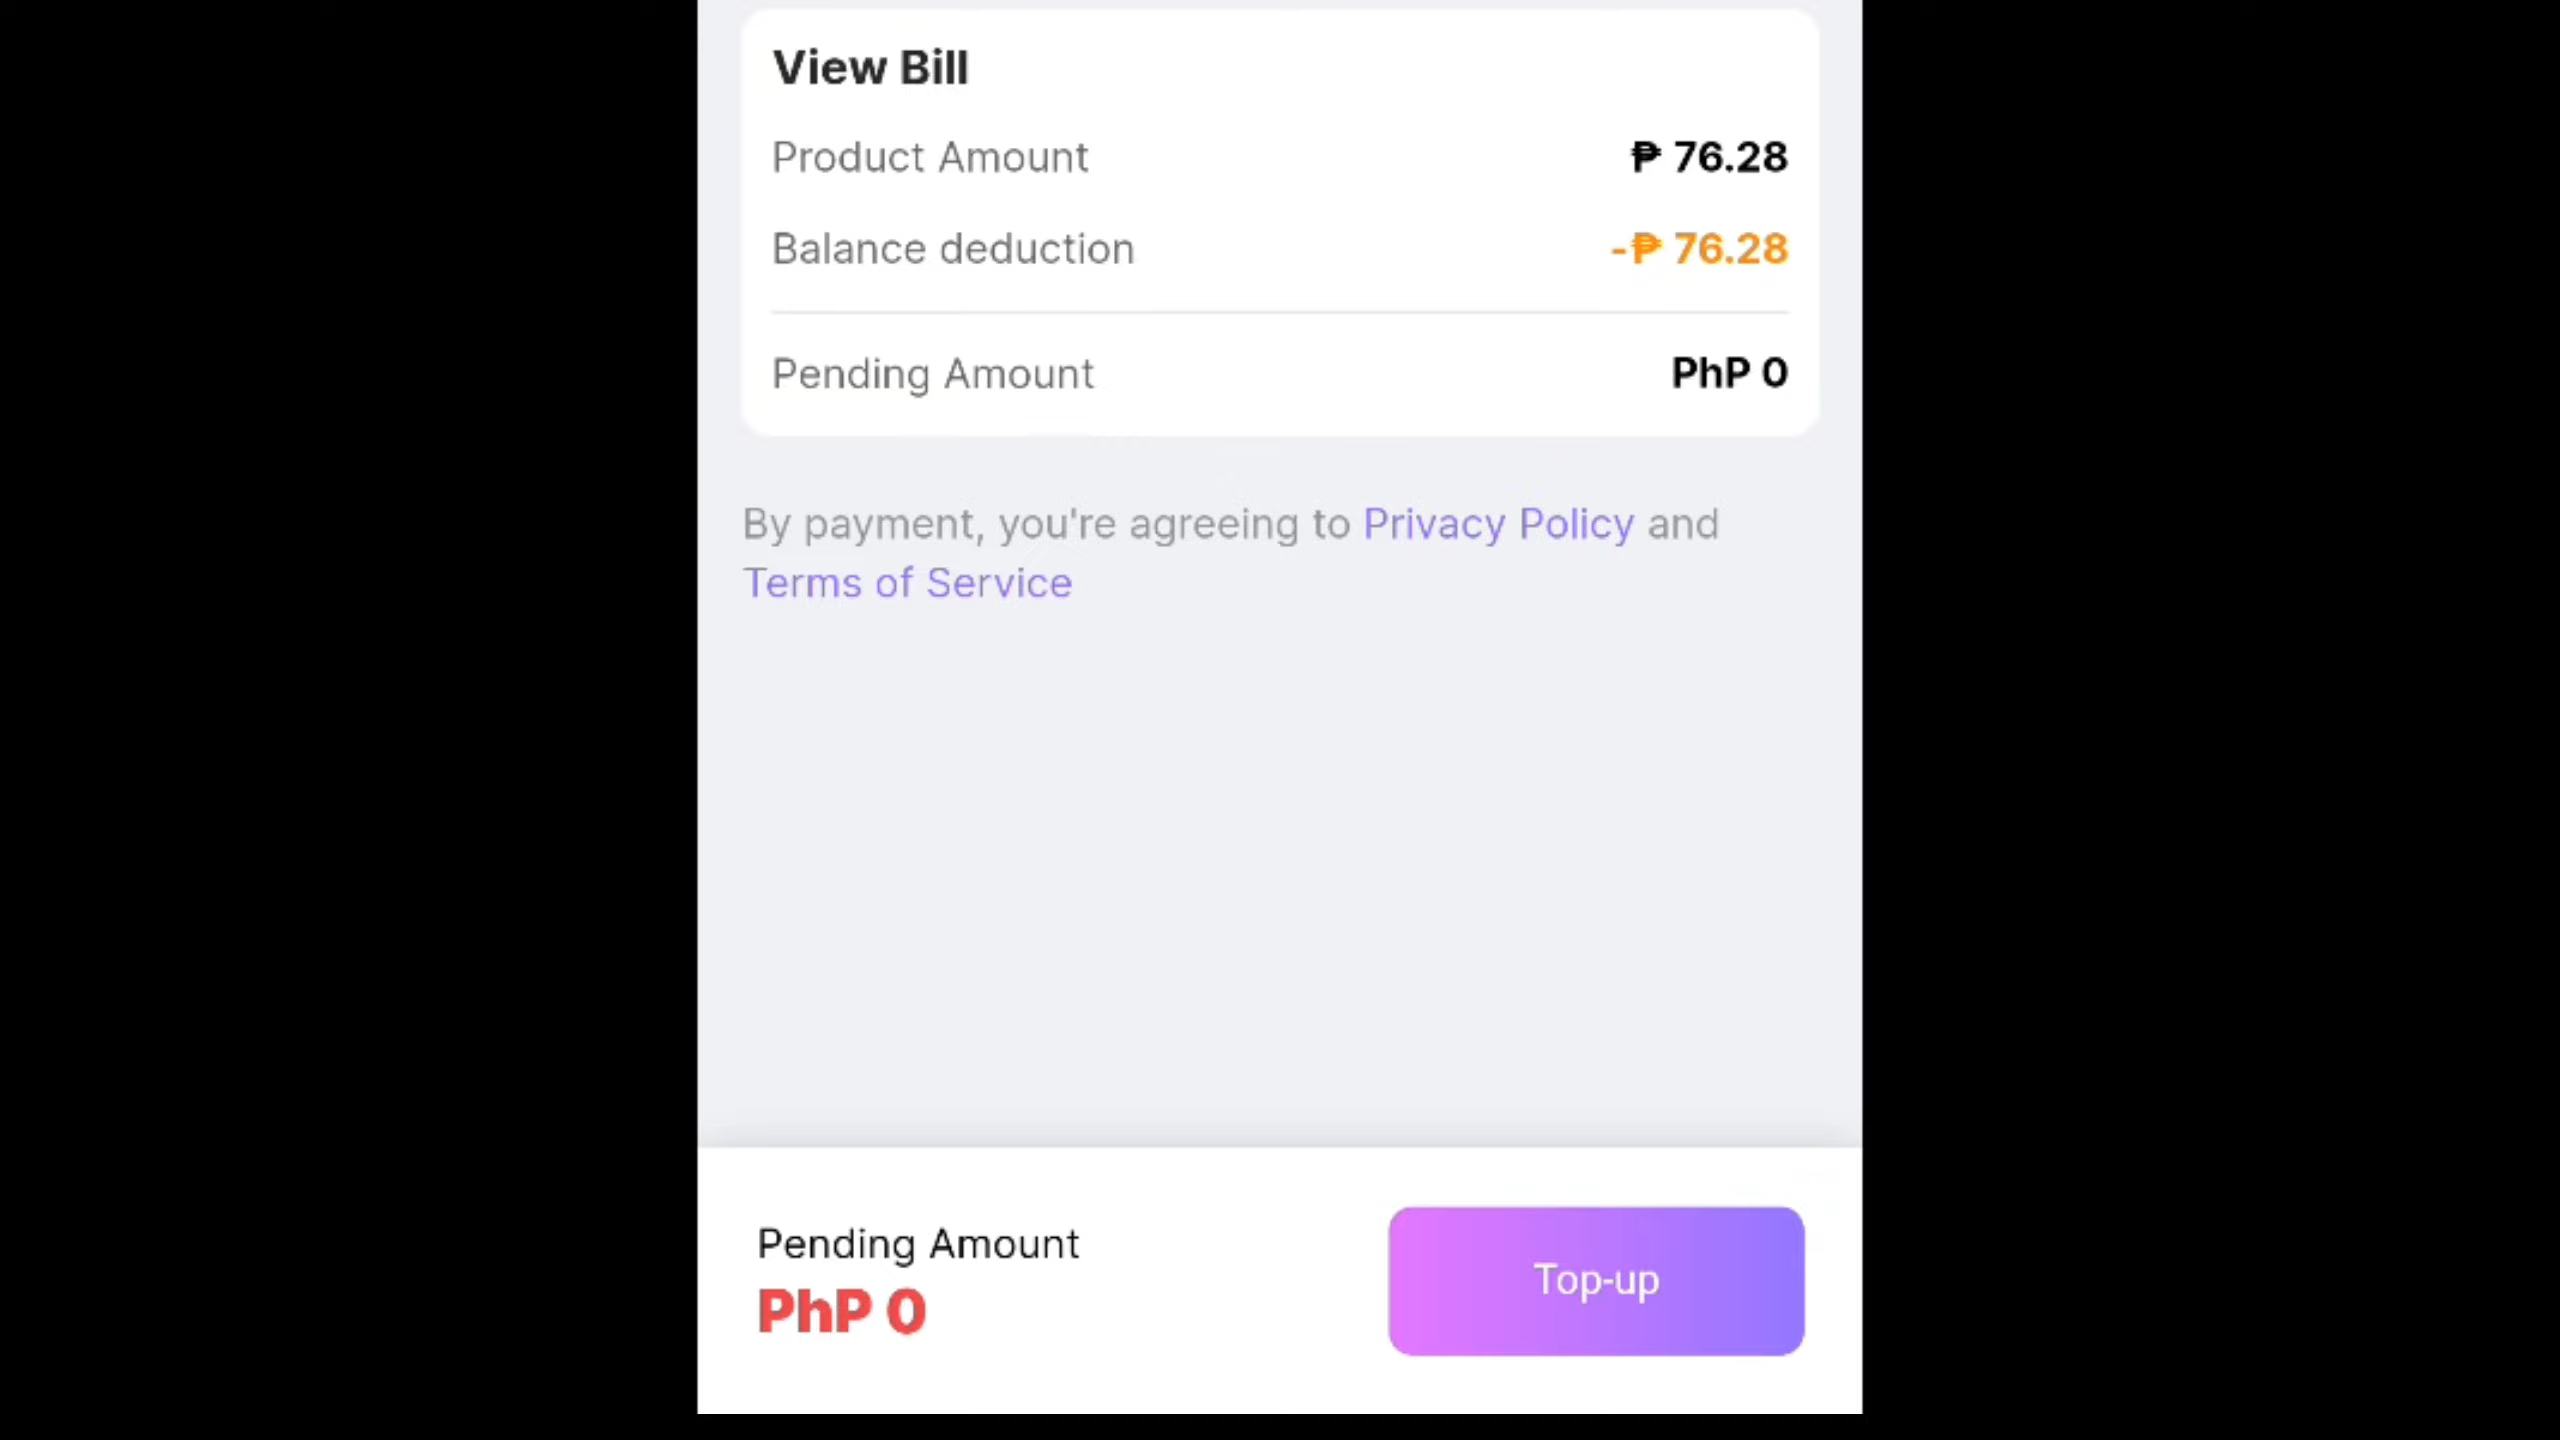 View Bill
Product Amount ₱ 76.28
Balance deduction -₱ 76.28
Pending Amount PhP 0
By payment, you're agreeing to Privacy Policy and
Terms of Service
Pending Amount
PhP 0
Top-up